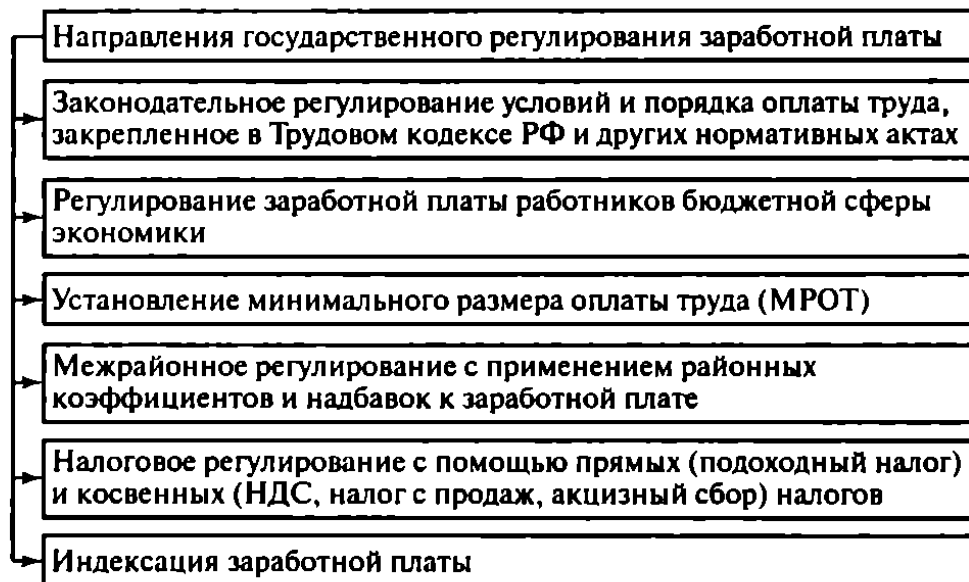 Направления государственного регулирования заработной платы
Законодательное регулирование условий и порядка оплаты труда,
закрепленное в Трудовом кодексе РФ и других нормативных актах
Регулирование заработной платы работников бюджетной сферы
экономики
Установление минимального размера оплаты труда (МРОТ)
Межрайонное регулирование с применением районных
коэффициентов и надбавок к заработной плате
Налоговое регулирование с помощью прямых (подоходный налог)
и косвенных (НДС, налог с продаж, акцизный сбор) налогов
Индексация заработной платы